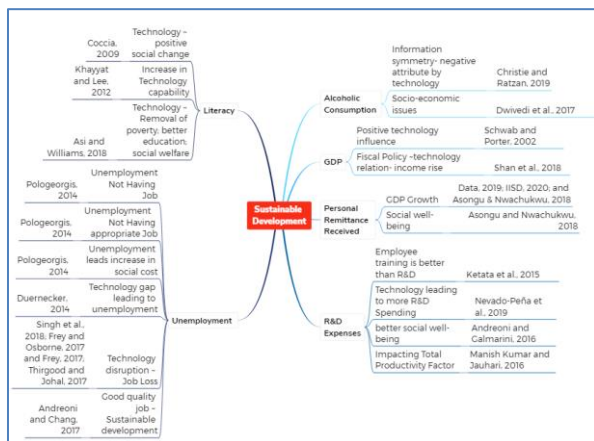 Coccia, 2009
Technology – positive social change
Khayyat and Lee, 2012
Increase in Technology capability
Asi and Williams, 2018
Technology – Removal of poverty, better education; social welfare
Literacy
Pologeorgis, 2014
Unemployment Not Having Job
Pologeorgis, 2014
Unemployment Not Having appropriate Job
Pologeorgis, 2014
Unemployment leads increase in social cost
Duernecker, 2014
Technology gap leading to unemployment
Singh et al., 2018; Frey and Osborne, 2017 and Frey, 2017; Thirgood and Johal, 2017
Technology disruption – Job Loss
Andreoni and Chang, 2017
Good quality job – Sustainable development
Unemployment
Sustainable Development
Alcoholic Consumption
Information symmetry- negative attribute by technology
Christie and Ratzan, 2019
Socio-economic issues
Dwivedi et al., 2017
GDP
Positive technology influence
Schwab and Porter, 2002
Fiscal Policy –technology relation- income rise
Shan et al., 2018
Personal Remittance Received
GDP Growth
Data, 2019; IISD, 2020; and Asongu & Nwachukwu, 2018
Social well-being
Asongu and Nwachukwu, 2018
R&D Expenses
Employee training is better than R&D
Ketata et al., 2015
Technology leading to more R&D Spending
Nevado-Peña et al., 2019
better social well-being
Andreoni and Galmarini, 2016
Impacting Total Productivity Factor
Manish Kumar and Jauhari, 2016